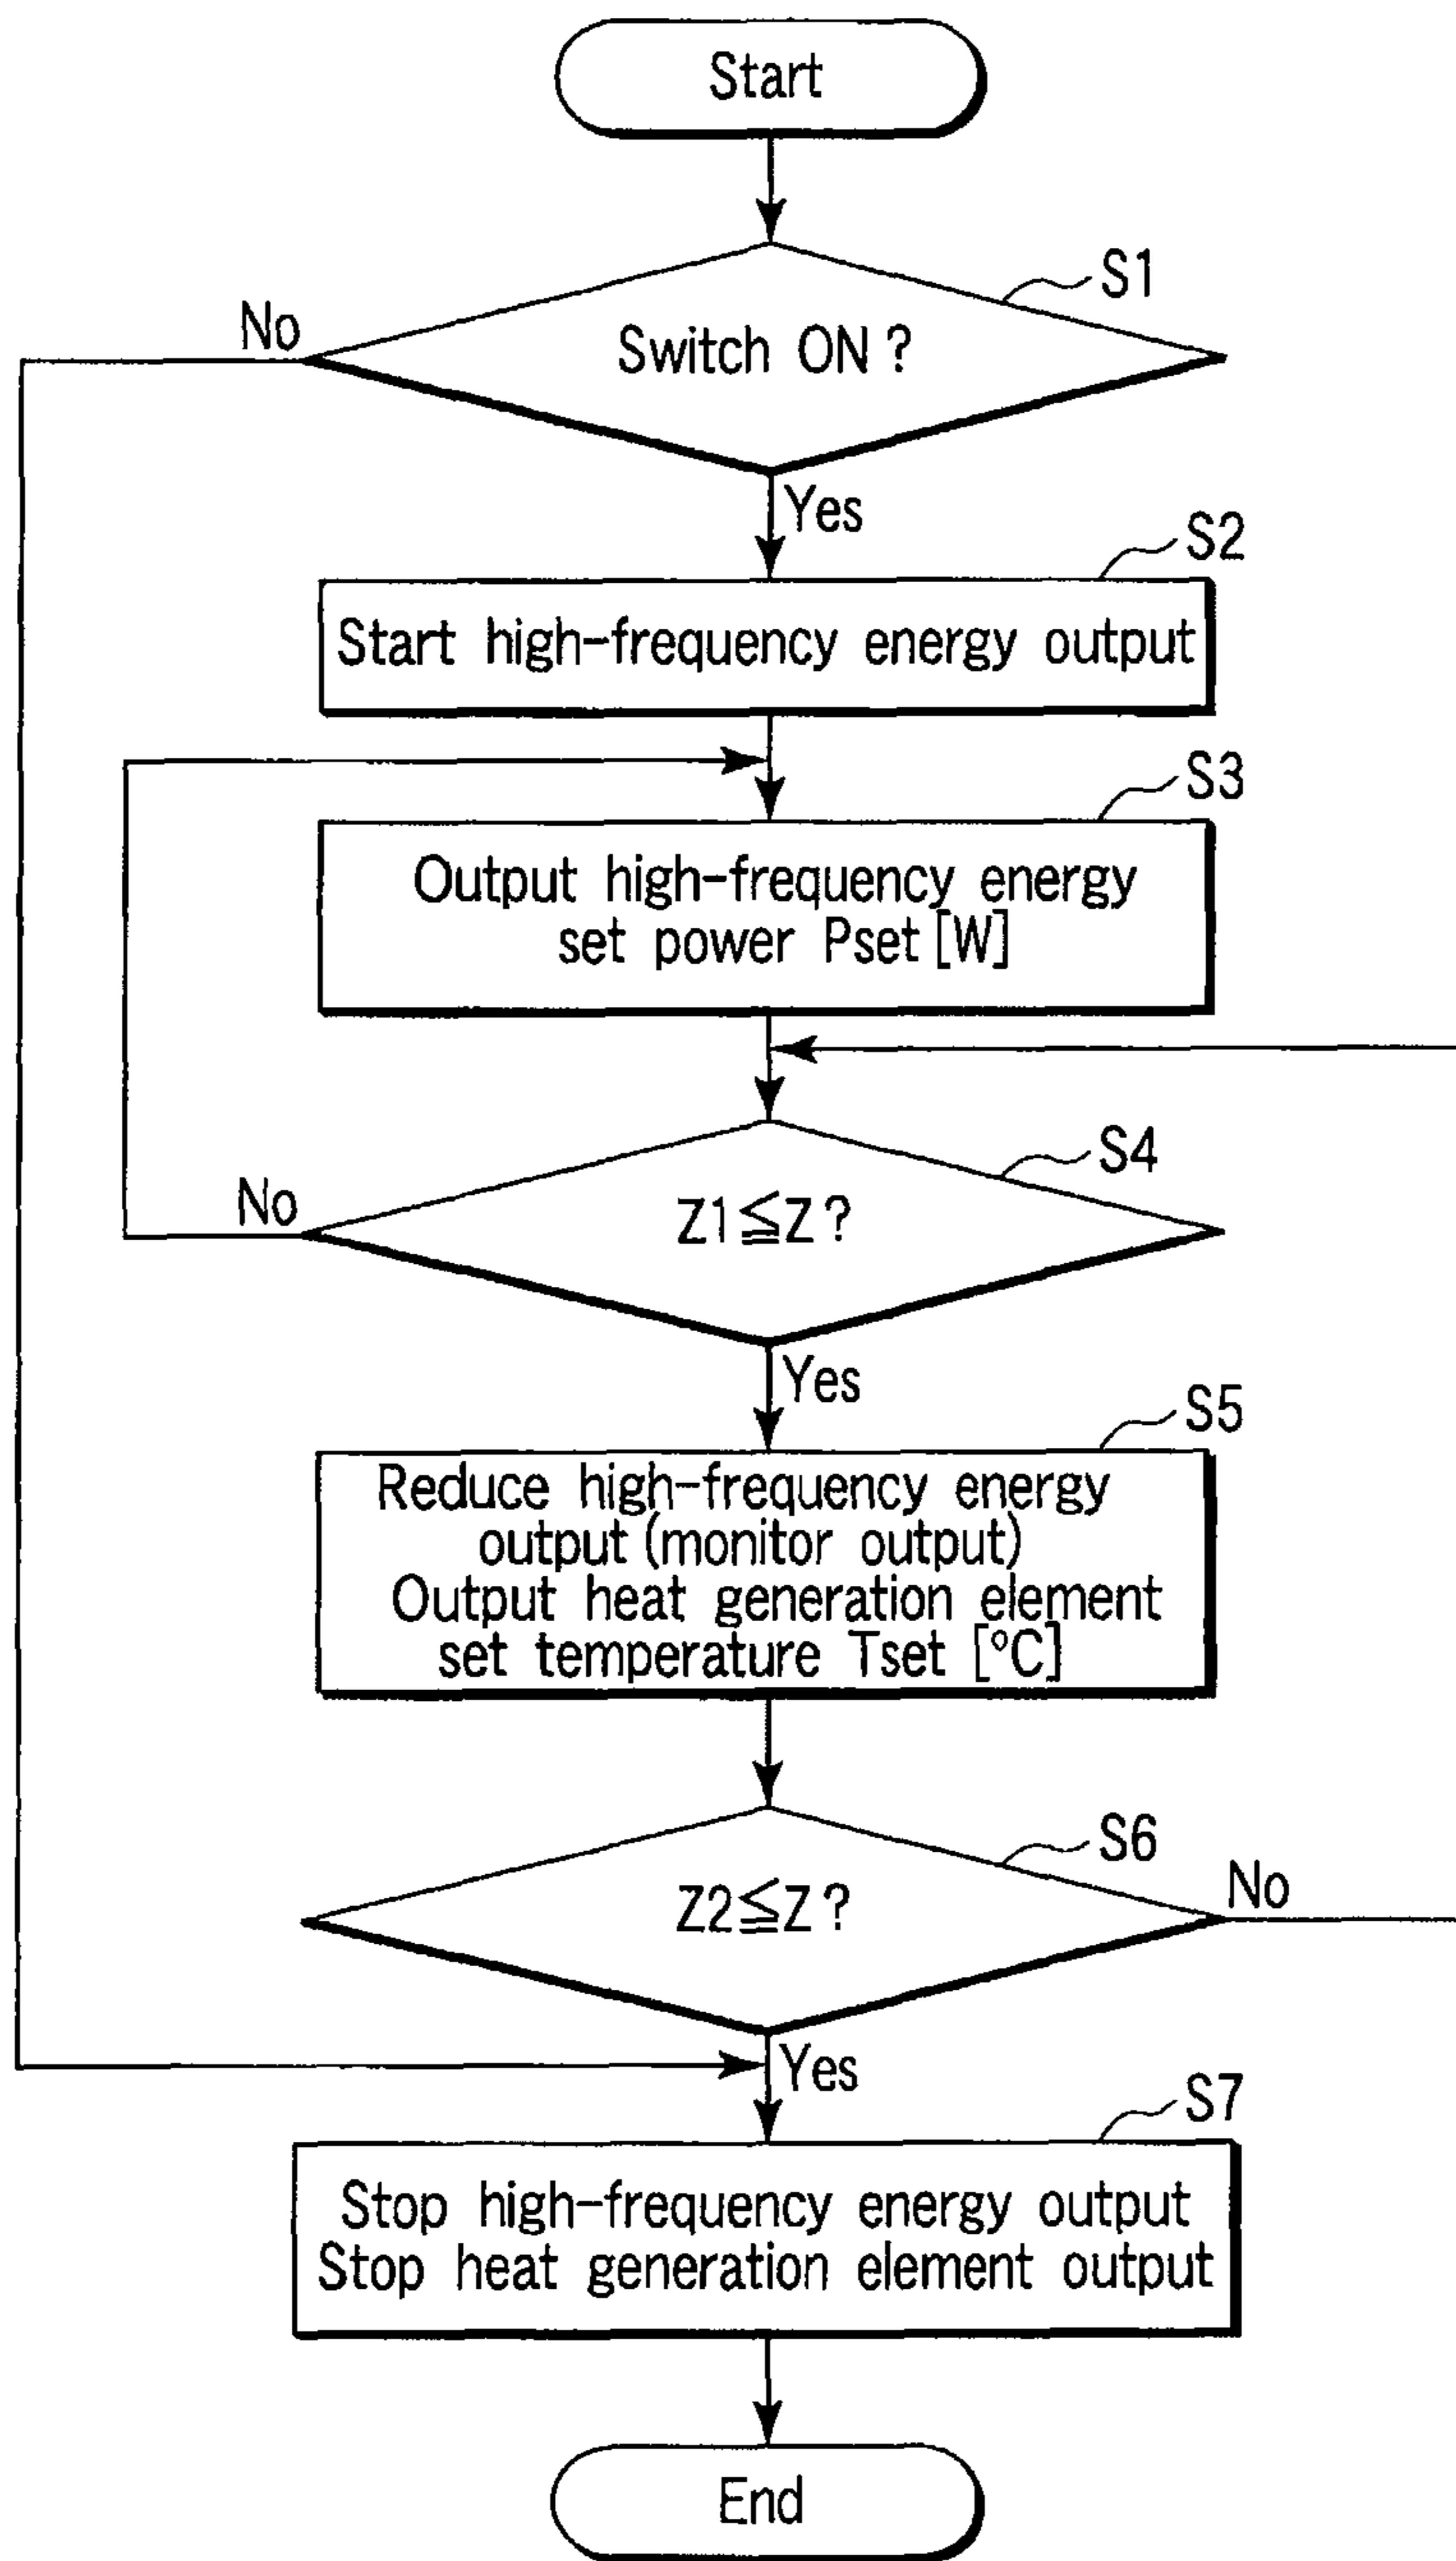 Start
S1
No
Switch ON ?
Yes
S2
Start high-frequency energy output
S3
Output high-frequency energy
set power Pset [W]
S4
No
Z1≦Z ?
Yes
S5
Reduce high-frequency energy
output (monitor output)
Output heat generation element
set temperature Tset [°C]
S6
No
Z2≦Z ?
Yes
S7
Stop high-frequency energy output
Stop heat generation element output
End